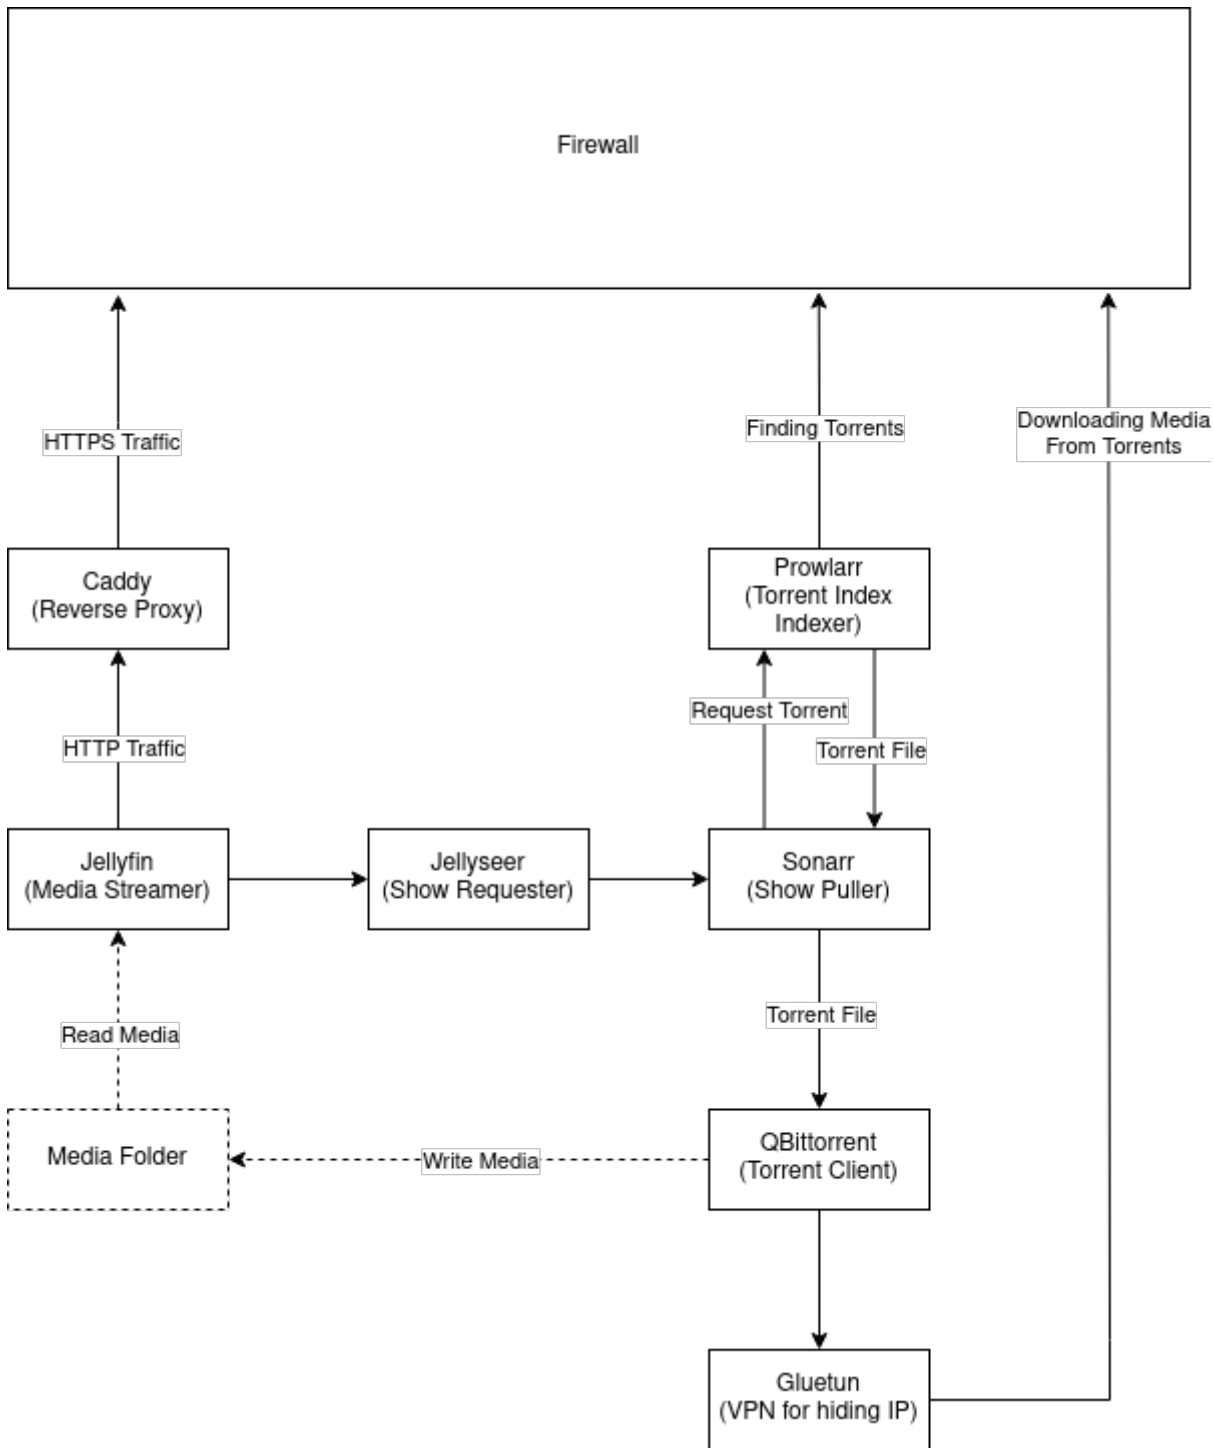 Firewall
HTTPS Traffic
Finding Torrents
Downloading Media
From Torrents
Caddy
(Reverse Proxy)
Prowlarr
(Torrent Index
Indexer)
HTTP Traffic
Request Torrent
Torrent File
Jellyfin
(Media Streamer)
Jellyseer
(Show Requester)
Sonarr
(Show Puller)
Read Media
Torrent File
Media Folder
Write Media
QBittorrent
(Torrent Client)
Gluetun
(VPN for hiding IP)